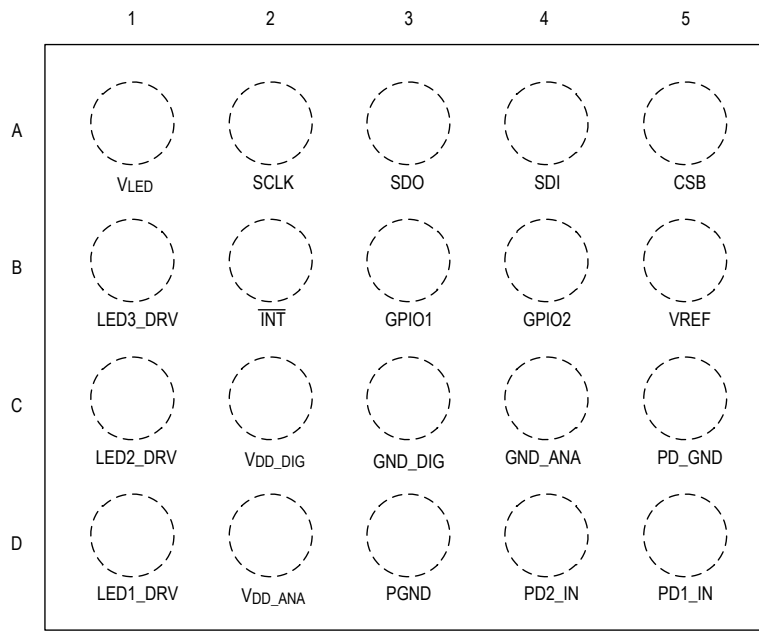 1 2 3 4 5
A
VLED SCLK SDO SDI CSB
B
LED3_DRV INT GPIO1 GPIO2 VREF
C
LED2_DRV VDD_DIG GND_DIG GND_ANA PD_GND
D
LED1_DRV VDD_ANA PGND PD2_IN PD1_IN